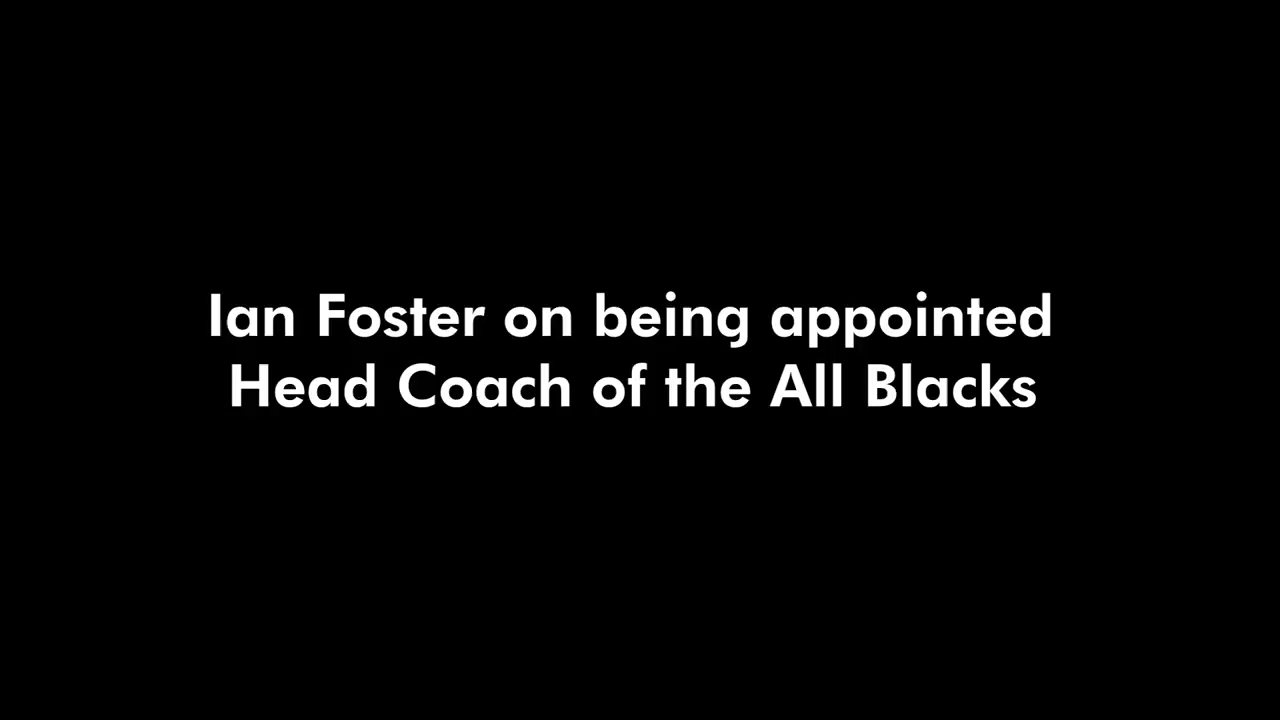 Ian Foster on being appointed
Head Coach of the All Blacks